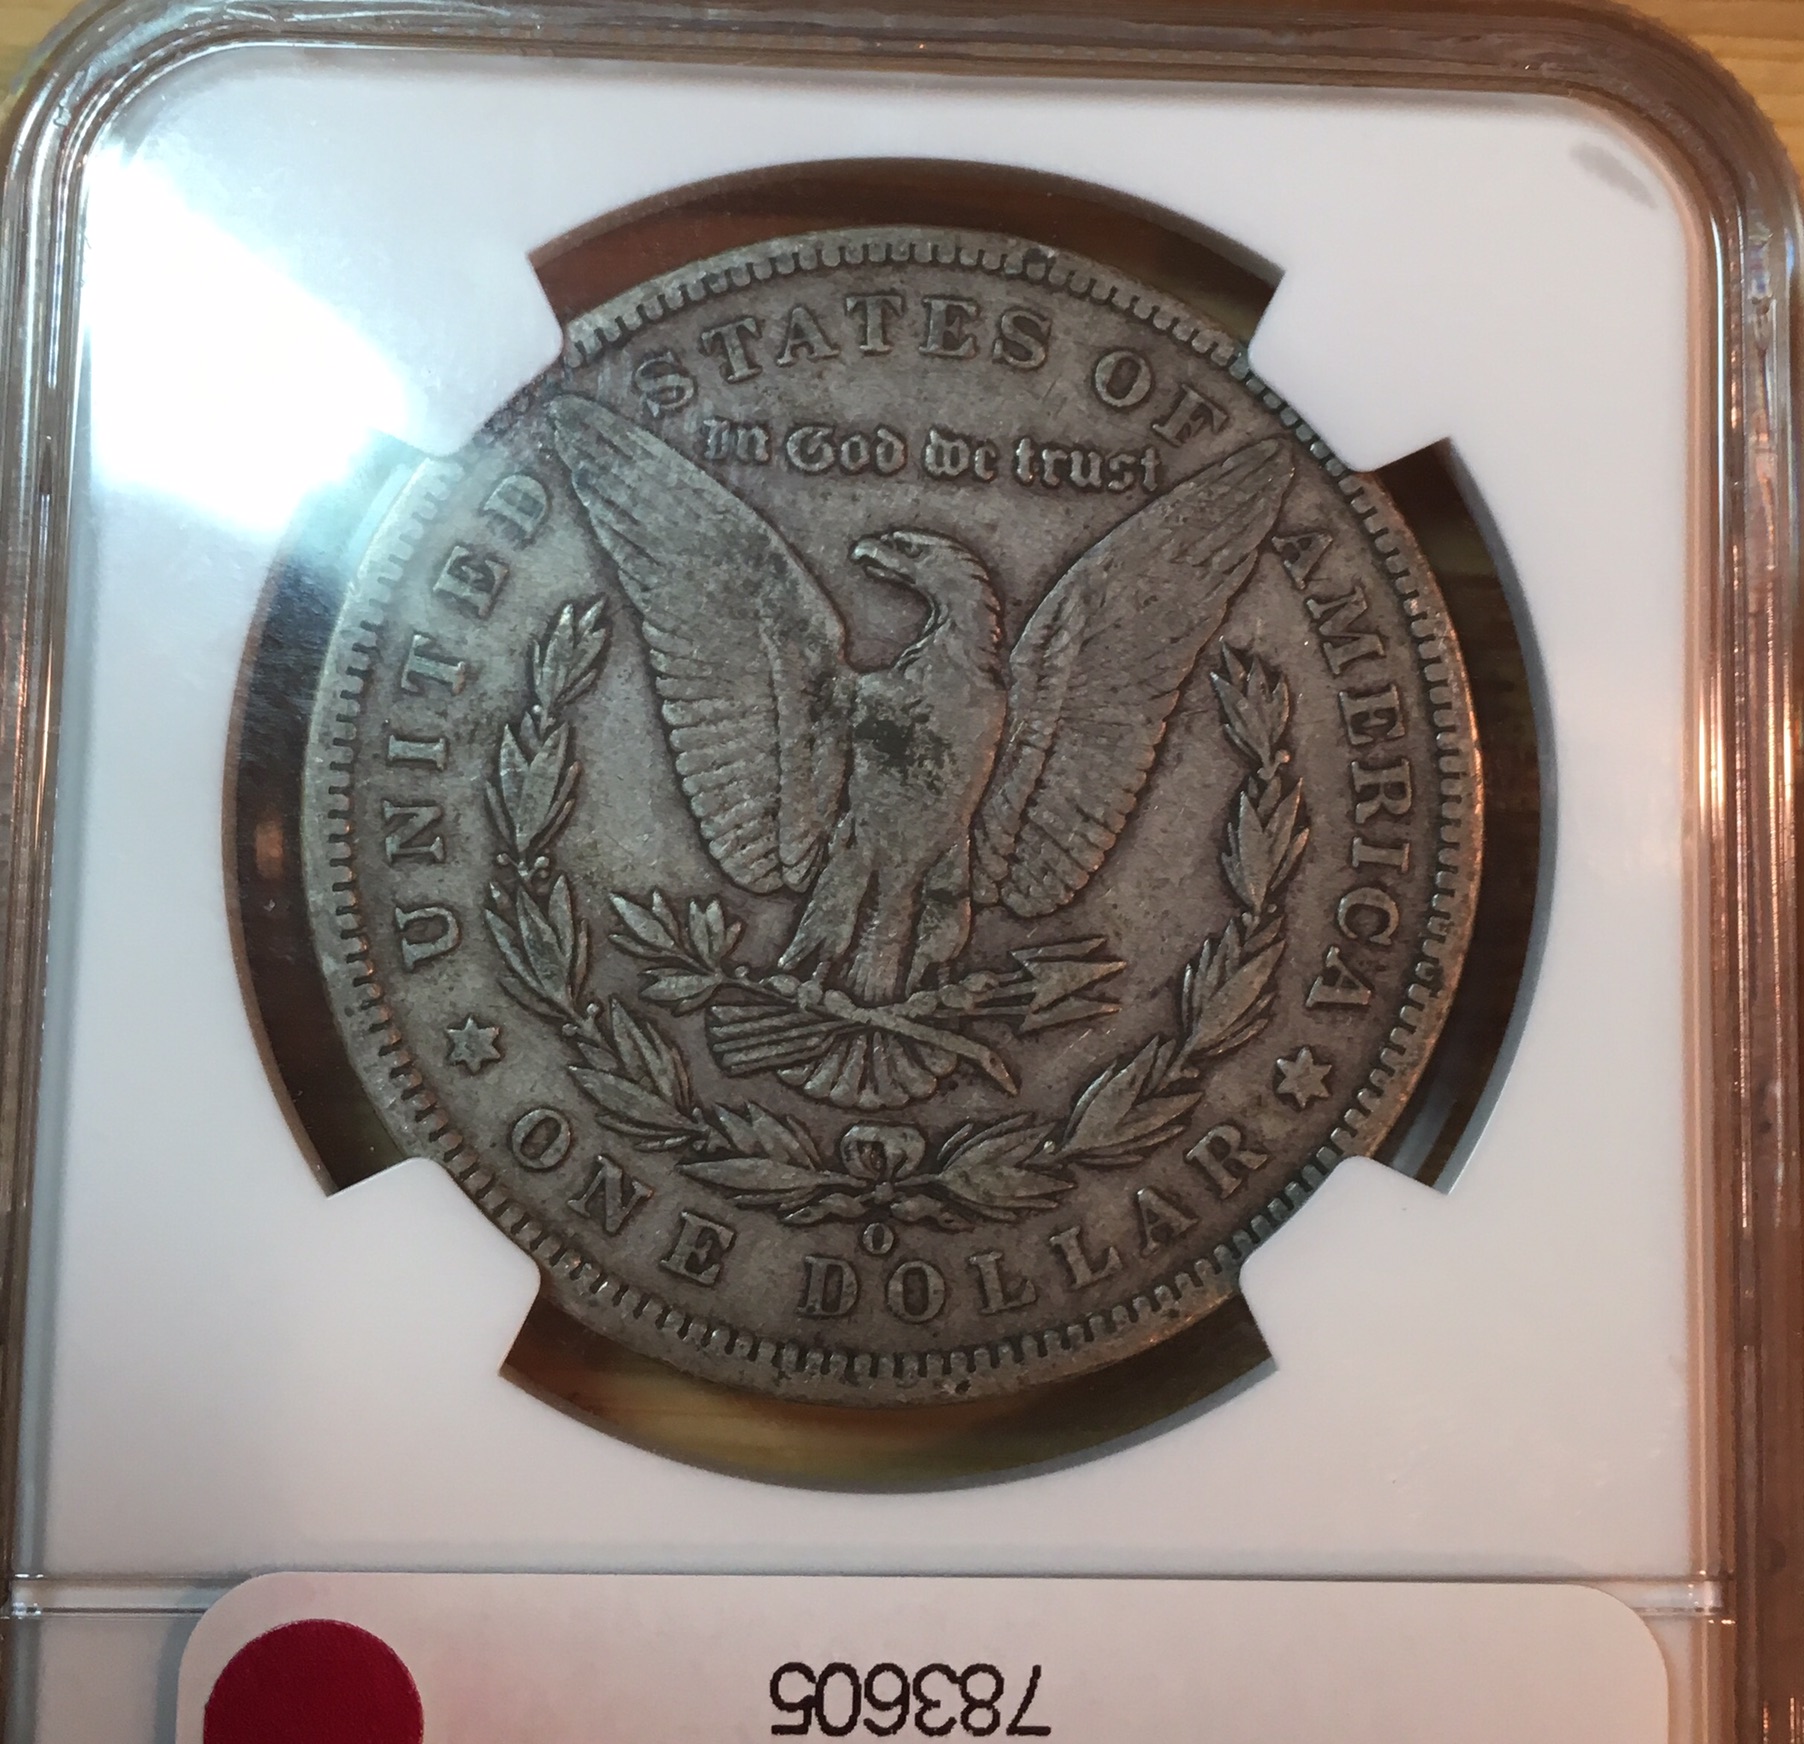 UNITED STATES OF AMERICA
In God we trust
O
ONE DOLLAR
783605